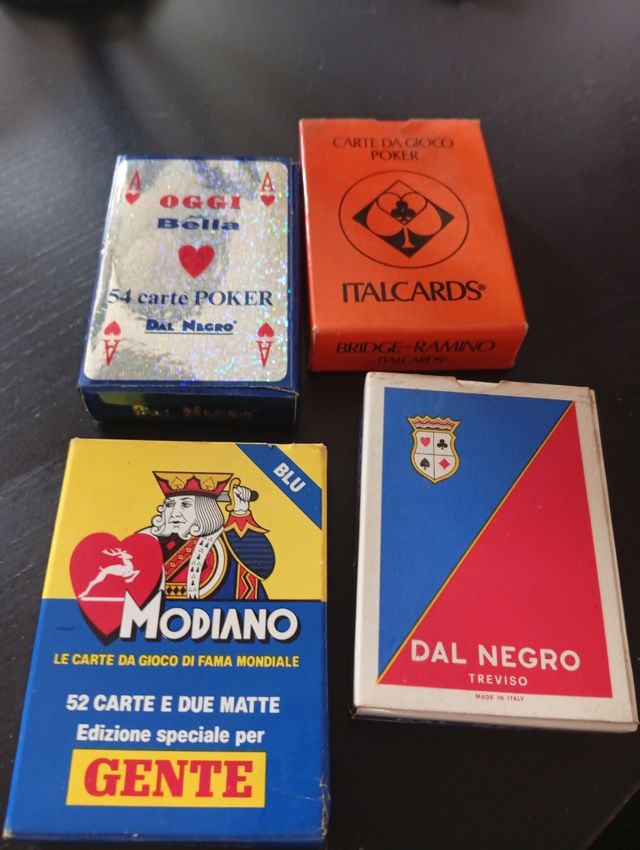 A
A
OGGI
Bella
54 carte POKER
DAL NEGRO
A
A
DAL NEGRO
CARTE DA GIOCO
POKER
ITALCARDS®
BRIDGE-RAMINO
ITALCARDS®
BLU
MODIANO
LE CARTE DA GIOCO DI FAMA MONDIALE
52 CARTE E DUE MATTE
Edizione speciale per
GENTE
DAL NEGRO
TREVISO
MADE IN ITALY